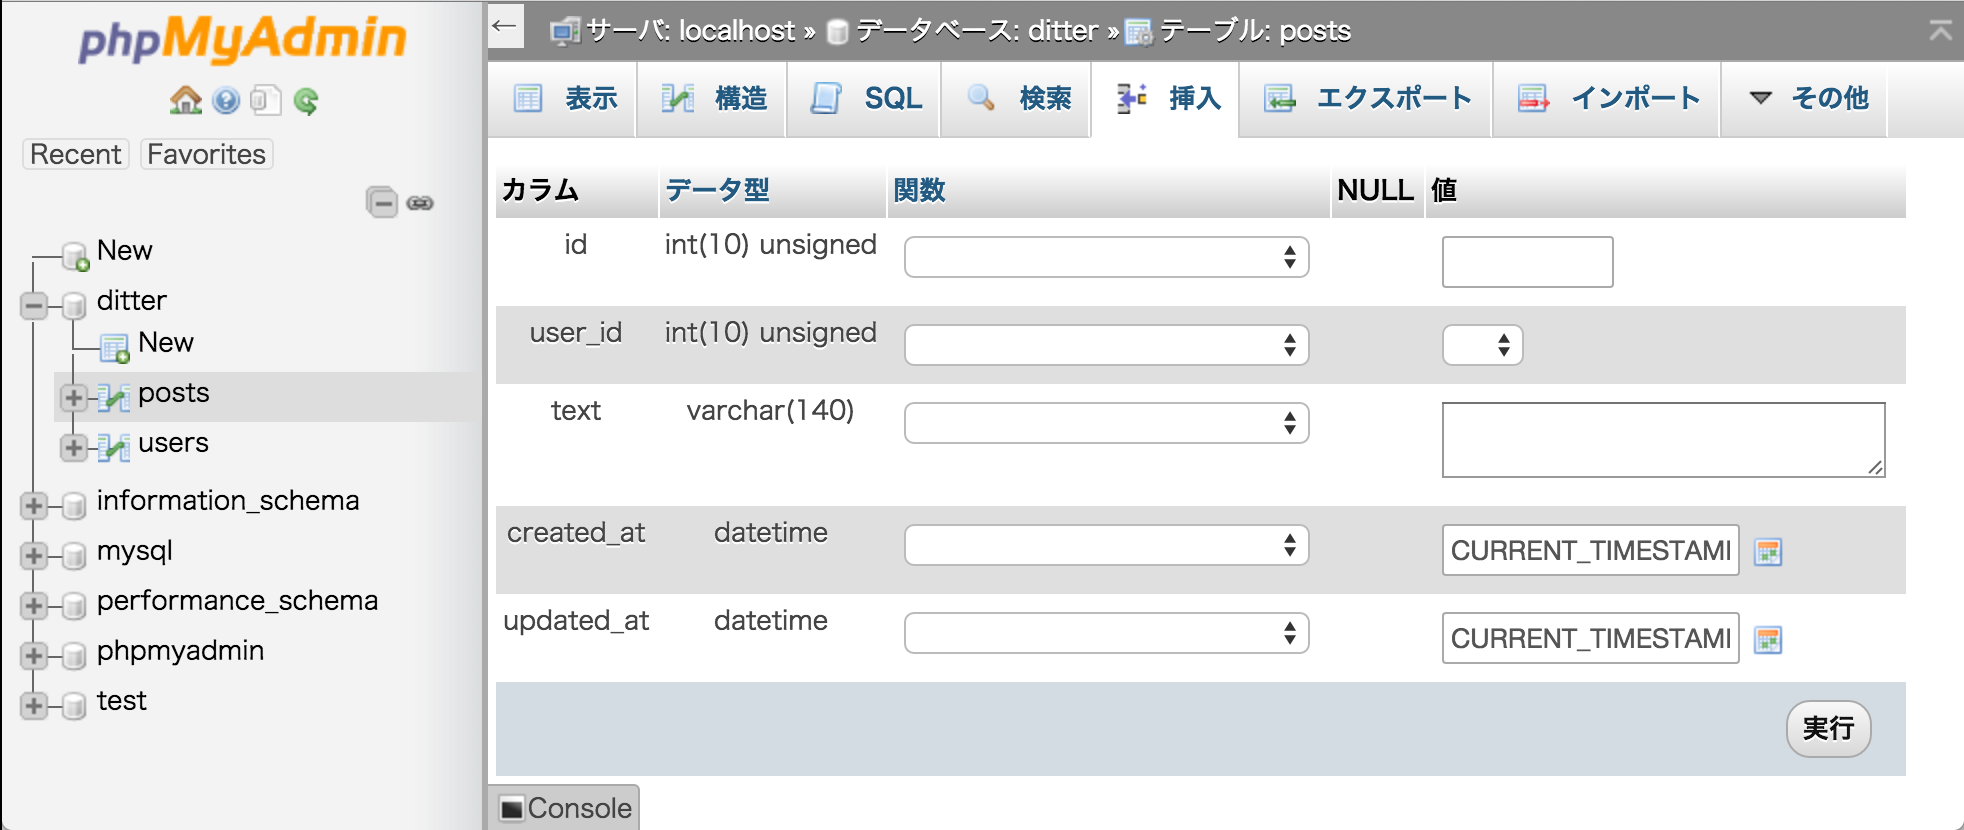 phpMyAdmin
Recent Favorites
New
ditter
New
posts
users
information_schema
mysql
performance_schema
phpmyadmin
test
サーバ: localhost » データベース: ditter » テーブル: posts
表示 構造 SQL 検索 挿入 エクスポート インポート その他
カラム データ型 関数 NULL 値
id int(10) unsigned
user_id int(10) unsigned
text varchar(140)
created_at datetime CURRENT_TIMESTAMI
updated_at datetime CURRENT_TIMESTAMI
実行
Console